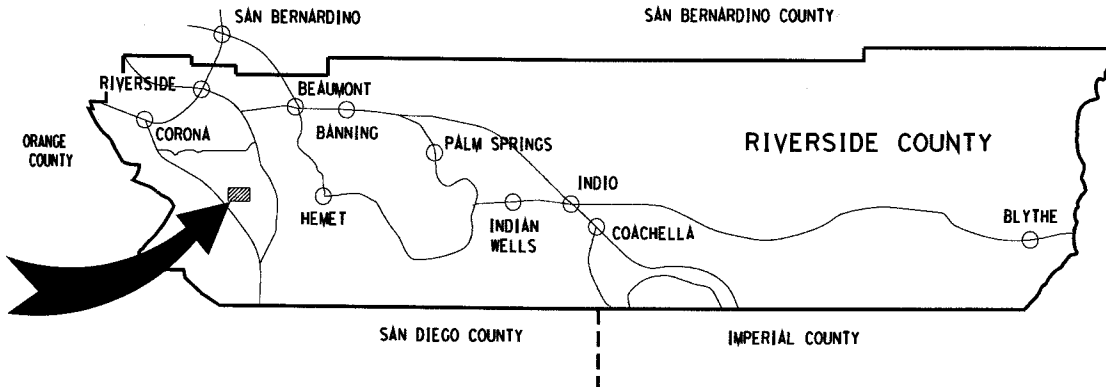 SAN BERNARDINO
SAN BERNARDINO COUNTY
RIVERSIDE
BEAUMONT
CORONA
BANNING
ORANGE
COUNTY
PALM SPRINGS
RIVERSIDE COUNTY
HEMET
INDIAN
WELLS
INDIO
COACHELLA
BLYTHE
SAN DIEGO COUNTY
IMPERIAL COUNTY